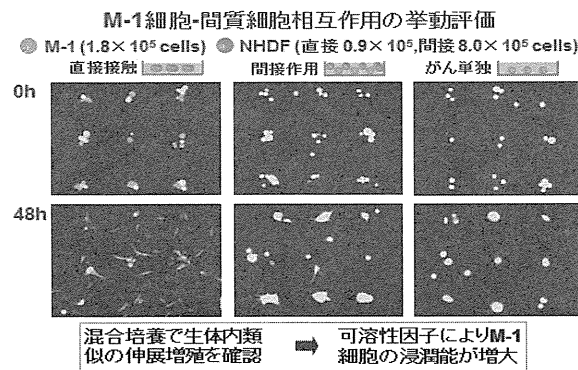 M-1細胞-間質細胞相互作用の挙動評価
M-1 (1.8×10⁵ cells) NHDF (直接 0.9×10⁵,間接 8.0×10⁵ cells)
直接接触 間接作用 がん単独
0h
48h
混合培養で生体内類
似の伸展増殖を確認
可溶性因子によりM-1
細胞の浸潤能が増大